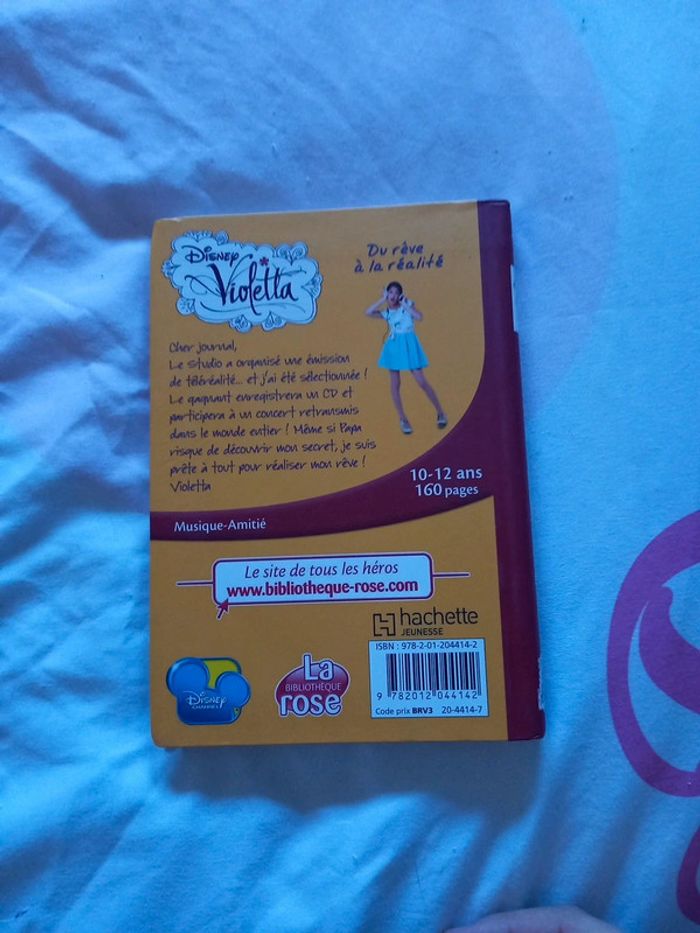 DISNEY
Violetta
Du rêve
à la réalité
Cher journal,
Le Studio a organisé une émission
de téléréalité... et j'ai été sélectionnée !
Le gagnant enregistrera un CD et
participera à un concert retransmis
dans le monde entier ! Même si Papa
risque de découvrir mon secret, je suis
prête à tout pour réaliser mon rêve !
Violetta
10-12 ans
160 pages
Musique-Amitié
Le site de tous les héros
www.bibliotheque-rose.com
hachette
JEUNESSE
ISBN : 978-2-01-204414-2
9 782012 044142
Code prix BRV3 20-4414-7
La
BIBLIOTHÈQUE
rose
DISNEY
CHANNEL